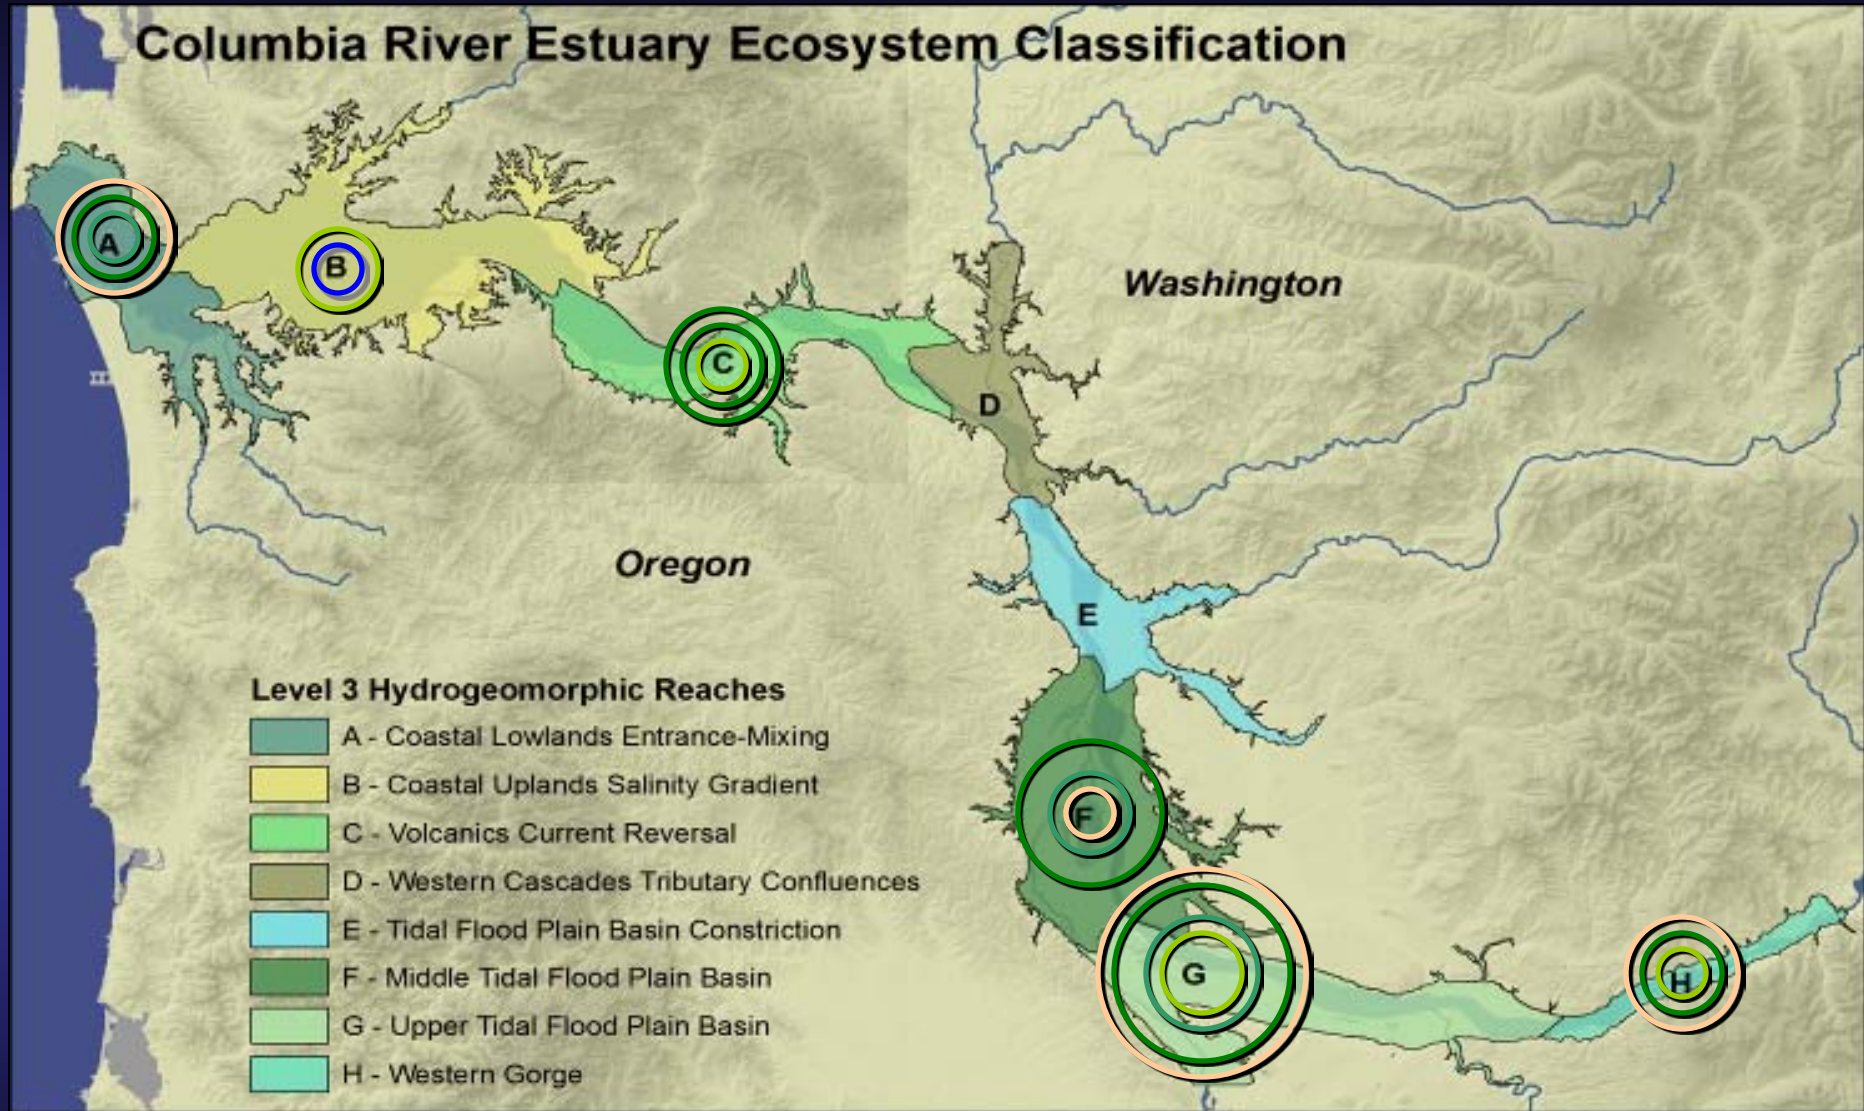 Columbia River Estuary Ecosystem Classification
A
B
Washington
C
D
Oregon
E
Level 3 Hydrogeomorphic Reaches
A - Coastal Lowlands Entrance-Mixing
B - Coastal Uplands Salinity Gradient
C - Volcanics Current Reversal
D - Western Cascades Tributary Confluences
E - Tidal Flood Plain Basin Constriction
F - Middle Tidal Flood Plain Basin
G - Upper Tidal Flood Plain Basin
H - Western Gorge
F
G
H